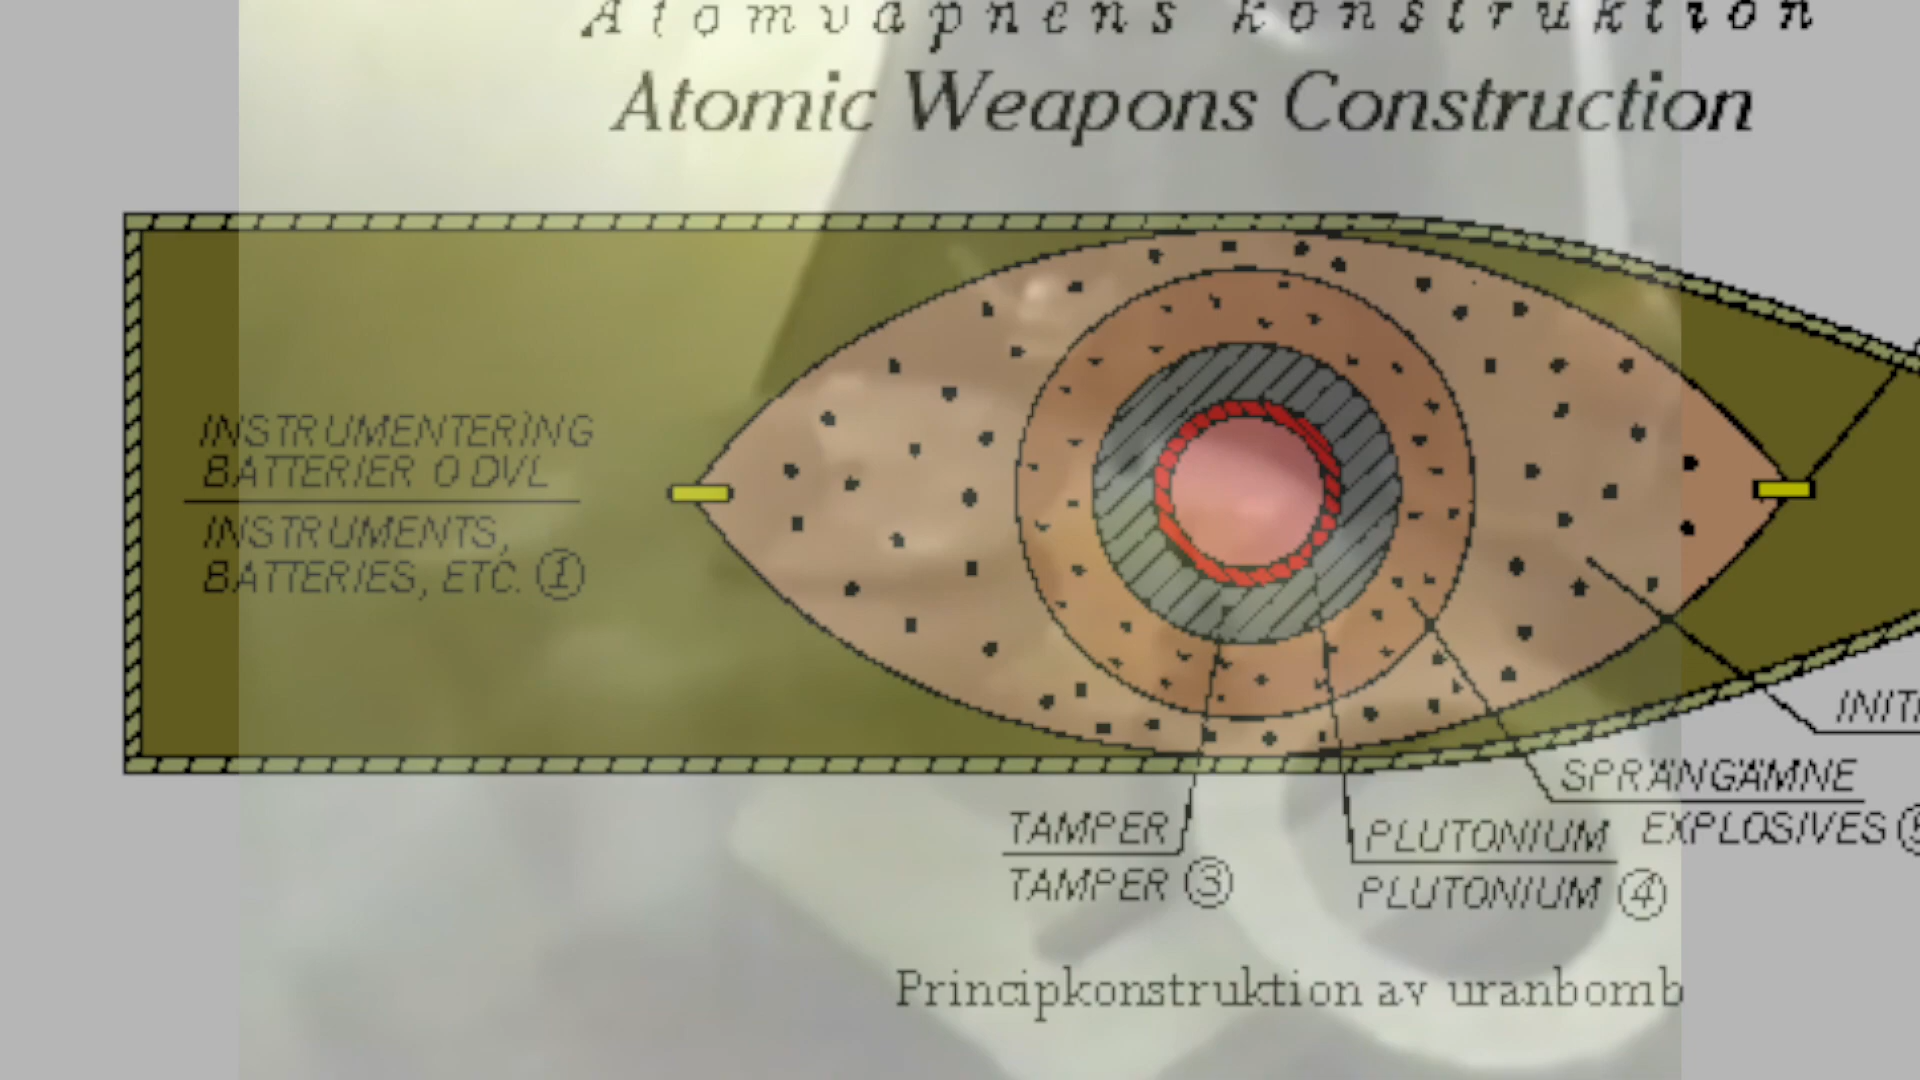 Atomvapnens konstruktion
Atomic Weapons Construction
INSTRUMENTERING
BATTERIER O DVL
INSTRUMENTS,
BATTERIES, ETC. ①
INITI
SPRÄNGÄMNE
EXPLOSIVES
TAMPER
TAMPER ③
PLUTONIUM
PLUTONIUM ④
Principkonstruktion av uranbomb